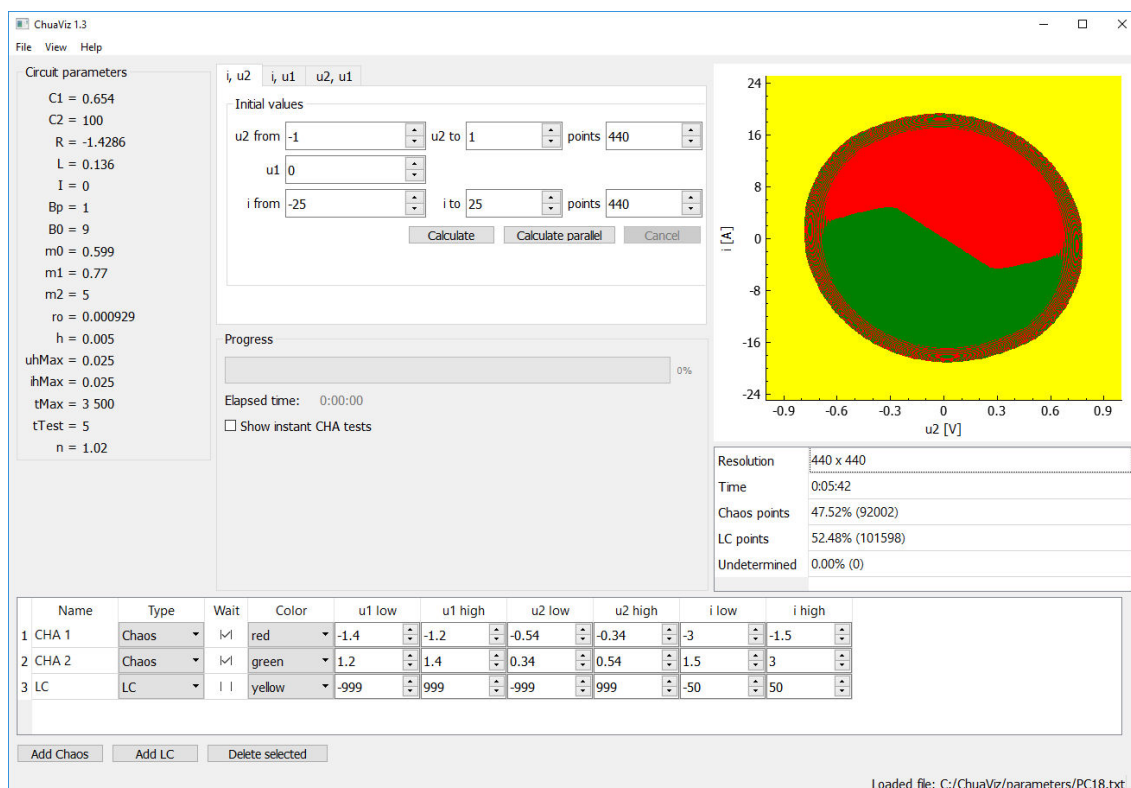 ChuaViz 1.3
File View Help
Circuit parameters
C1 = 0.654
C2 = 100
R = -1.4286
L = 0.136
I = 0
Bp = 1
B0 = 9
m0 = 0.599
m1 = 0.77
m2 = 5
ro = 0.000929
h = 0.005
uhMax = 0.025
ihMax = 0.025
tMax = 3 500
tTest = 5
n = 1.02
i, u2 i, u1 u2, u1
Initial values
u2 from -1 u2 to 1 points 440
u1 0
i from -25 i to 25 points 440
Calculate Calculate parallel Cancel
Progress
0%
Elapsed time: 0:00:00
Show instant CHA tests
24
16
8
0
-8
-16
-24
i [A]
-0.9 -0.6 -0.3 0 0.3 0.6 0.9
u2 [V]
Resolution 440 x 440
Time 0:05:42
Chaos points 47.52% (92002)
LC points 52.48% (101598)
Undetermined 0.00% (0)
Name Type Wait Color u1 low u1 high u2 low u2 high i low i high
1 CHA 1 Chaos red -1.4 -1.2 -0.54 -0.34 -3 -1.5
2 CHA 2 Chaos green 1.2 1.4 0.34 0.54 1.5 3
3 LC LC yellow -999 999 -999 999 -50 50
Add Chaos Add LC Delete selected
Loaded file: C:/ChuaViz/parameters/PC18.txt